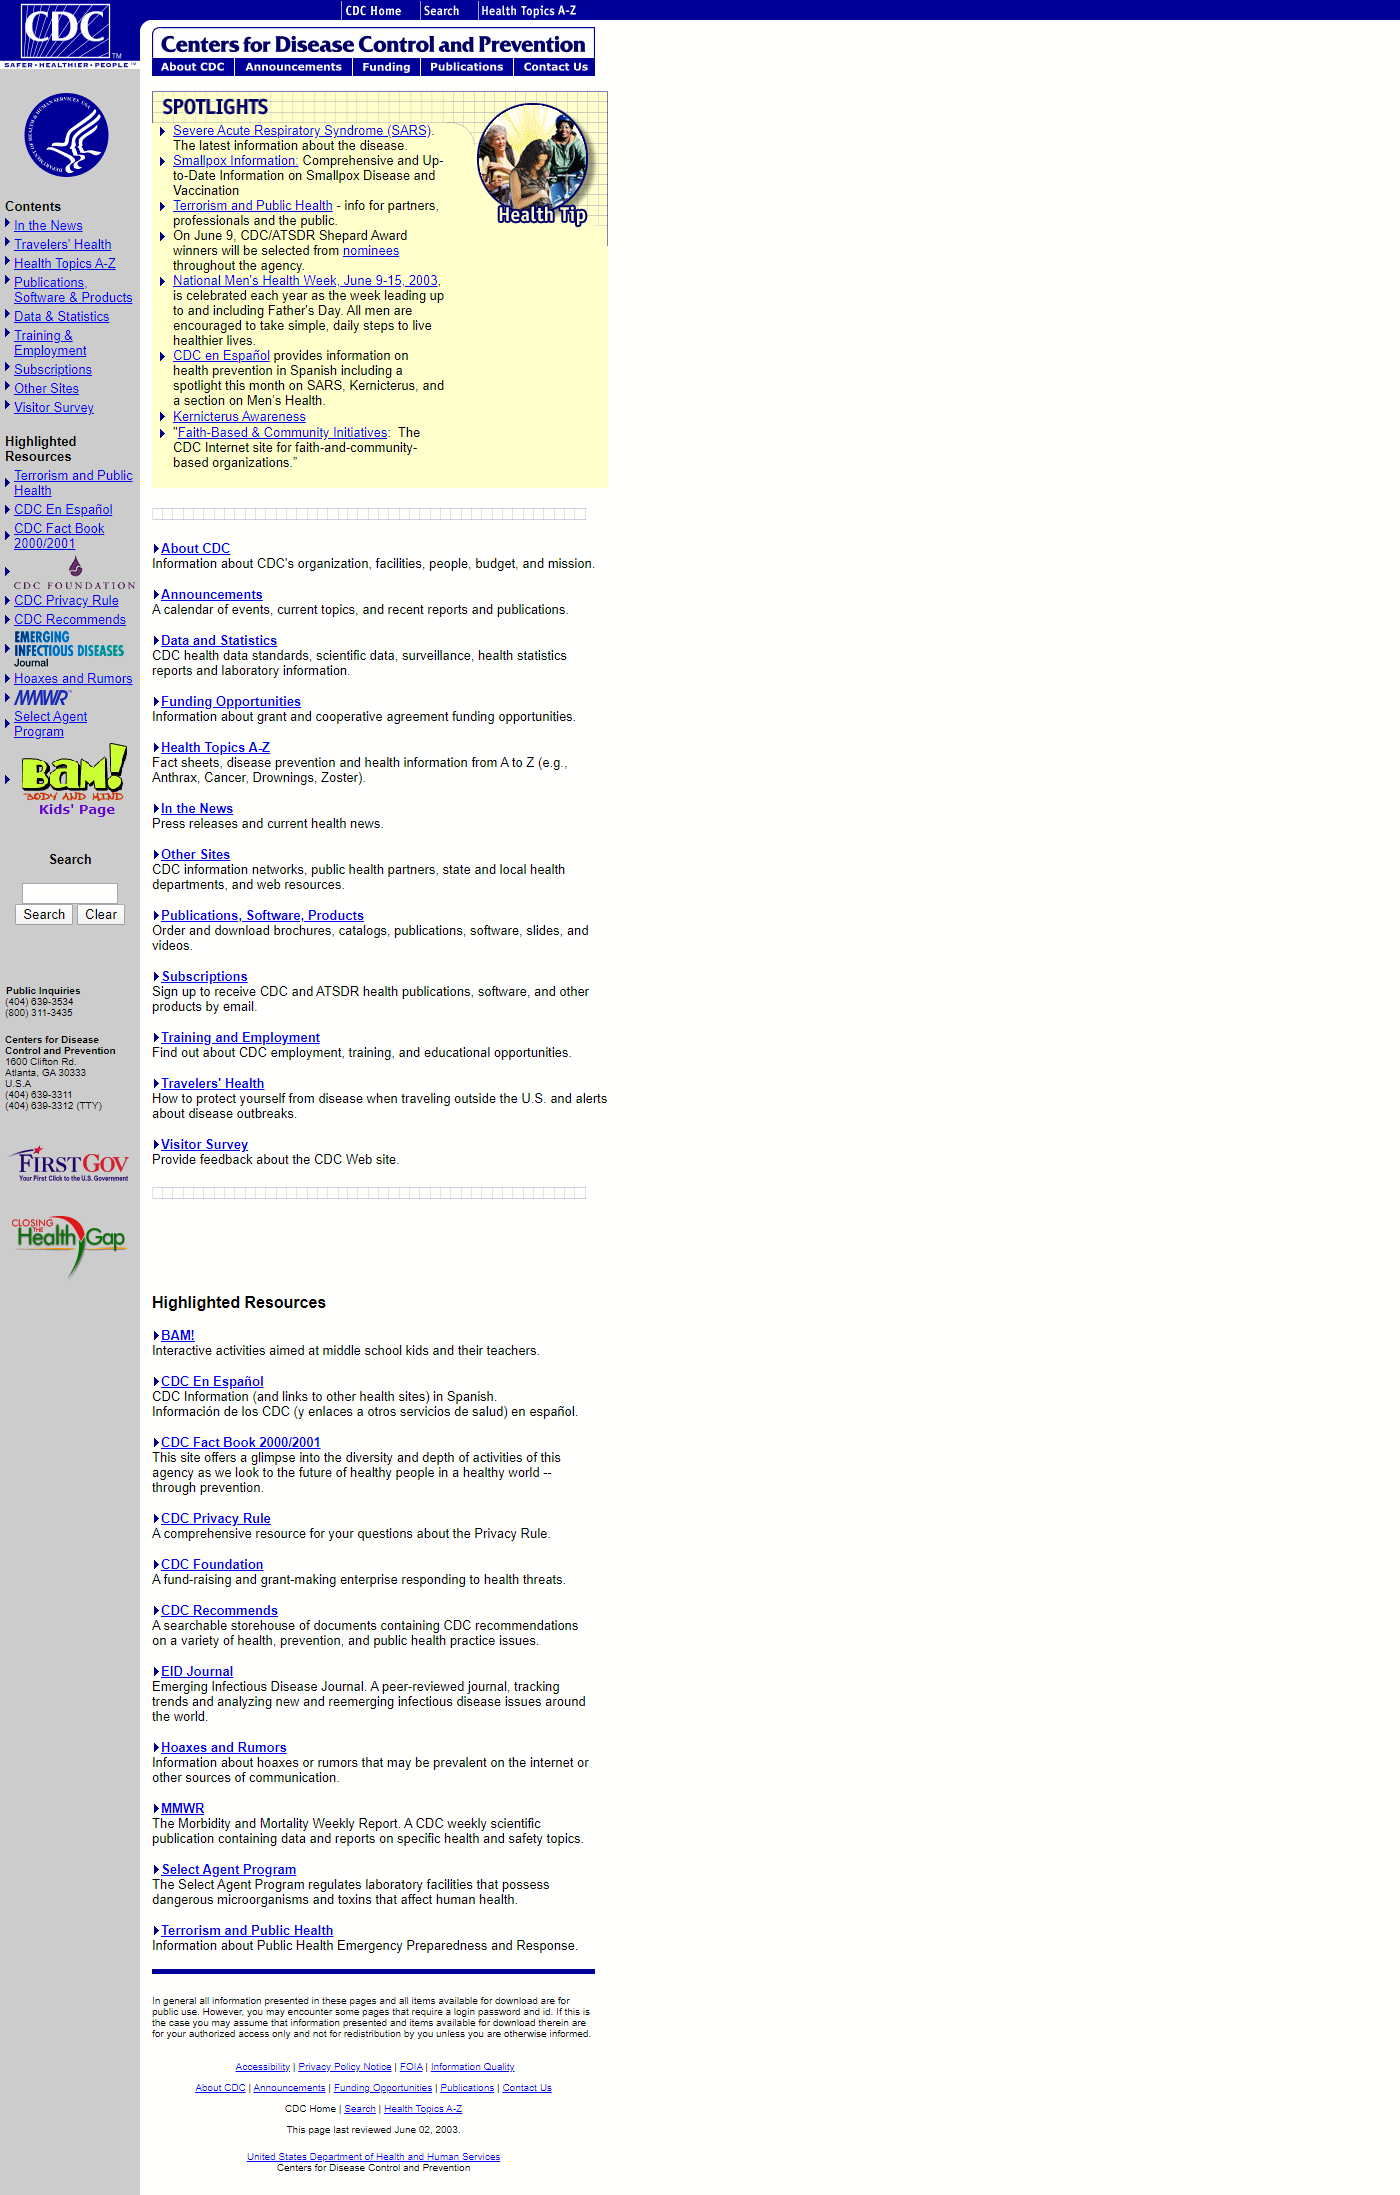 CDC Home
Search
Health Topics A-Z
CDC
TM
SAFER•HEALTHIER•PEOPLE™
Centers for Disease Control and Prevention
About CDC
Announcements
Funding
Publications
Contact Us
DEPARTMENT OF HEALTH & HUMAN SERVICES. USA
Contents
In the News
Travelers' Health
Health Topics A-Z
Publications,
Software & Products
Data & Statistics
Training &
Employment
Subscriptions
Other Sites
Visitor Survey
Highlighted
Resources
Terrorism and Public
Health
CDC En Español
CDC Fact Book
2000/2001
CDC FOUNDATION
CDC Privacy Rule
CDC Recommends
EMERGING
INFECTIOUS DISEASES
Journal
Hoaxes and Rumors
MMWR™
Select Agent
Program
BAM!
BODY AND MIND
Kids' Page
Search
Search
Clear
Public Inquiries
(404) 639-3534
(800) 311-3435
Centers for Disease
Control and Prevention
1600 Clifton Rd.
Atlanta, GA 30333
U.S.A
(404) 639-3311
(404) 639-3312 (TTY)
FIRSTGOV
Your First Click to the U.S. Government
CLOSING
THE
Health Gap
SPOTLIGHTS
Severe Acute Respiratory Syndrome (SARS).
The latest information about the disease.
Smallpox Information: Comprehensive and Up-
to-Date Information on Smallpox Disease and
Vaccination
Terrorism and Public Health - info for partners,
professionals and the public.
On June 9, CDC/ATSDR Shepard Award
winners will be selected from nominees
throughout the agency.
National Men's Health Week, June 9-15, 2003,
is celebrated each year as the week leading up
to and including Father's Day. All men are
encouraged to take simple, daily steps to live
healthier lives.
CDC en Español provides information on
health prevention in Spanish including a
spotlight this month on SARS, Kernicterus, and
a section on Men's Health.
Kernicterus Awareness
"Faith-Based & Community Initiatives:  The
CDC Internet site for faith-and-community-
based organizations.”
Health Tip
About CDC
Information about CDC's organization, facilities, people, budget, and mission.
Announcements
A calendar of events, current topics, and recent reports and publications.
Data and Statistics
CDC health data standards, scientific data, surveillance, health statistics
reports and laboratory information.
Funding Opportunities
Information about grant and cooperative agreement funding opportunities.
Health Topics A-Z
Fact sheets, disease prevention and health information from A to Z (e.g.,
Anthrax, Cancer, Drownings, Zoster).
In the News
Press releases and current health news.
Other Sites
CDC information networks, public health partners, state and local health
departments, and web resources.
Publications, Software, Products
Order and download brochures, catalogs, publications, software, slides, and
videos.
Subscriptions
Sign up to receive CDC and ATSDR health publications, software, and other
products by email.
Training and Employment
Find out about CDC employment, training, and educational opportunities.
Travelers' Health
How to protect yourself from disease when traveling outside the U.S. and alerts
about disease outbreaks.
Visitor Survey
Provide feedback about the CDC Web site.
Highlighted Resources
BAM!
Interactive activities aimed at middle school kids and their teachers.
CDC En Español
CDC Information (and links to other health sites) in Spanish.
Información de los CDC (y enlaces a otros servicios de salud) en español.
CDC Fact Book 2000/2001
This site offers a glimpse into the diversity and depth of activities of this
agency as we look to the future of healthy people in a healthy world --
through prevention.
CDC Privacy Rule
A comprehensive resource for your questions about the Privacy Rule.
CDC Foundation
A fund-raising and grant-making enterprise responding to health threats.
CDC Recommends
A searchable storehouse of documents containing CDC recommendations
on a variety of health, prevention, and public health practice issues.
EID Journal
Emerging Infectious Disease Journal. A peer-reviewed journal, tracking
trends and analyzing new and reemerging infectious disease issues around
the world.
Hoaxes and Rumors
Information about hoaxes or rumors that may be prevalent on the internet or
other sources of communication.
MMWR
The Morbidity and Mortality Weekly Report. A CDC weekly scientific
publication containing data and reports on specific health and safety topics.
Select Agent Program
The Select Agent Program regulates laboratory facilities that possess
dangerous microorganisms and toxins that affect human health.
Terrorism and Public Health
Information about Public Health Emergency Preparedness and Response.
In general all information presented in these pages and all items available for download are for
public use. However, you may encounter some pages that require a login password and id. If this is
the case you may assume that information presented and items available for download therein are
for your authorized access only and not for redistribution by you unless you are otherwise informed.
Accessibility | Privacy Policy Notice | FOIA | Information Quality
About CDC | Announcements | Funding Opportunities | Publications | Contact Us
CDC Home | Search | Health Topics A-Z
This page last reviewed June 02, 2003.
United States Department of Health and Human Services
Centers for Disease Control and Prevention